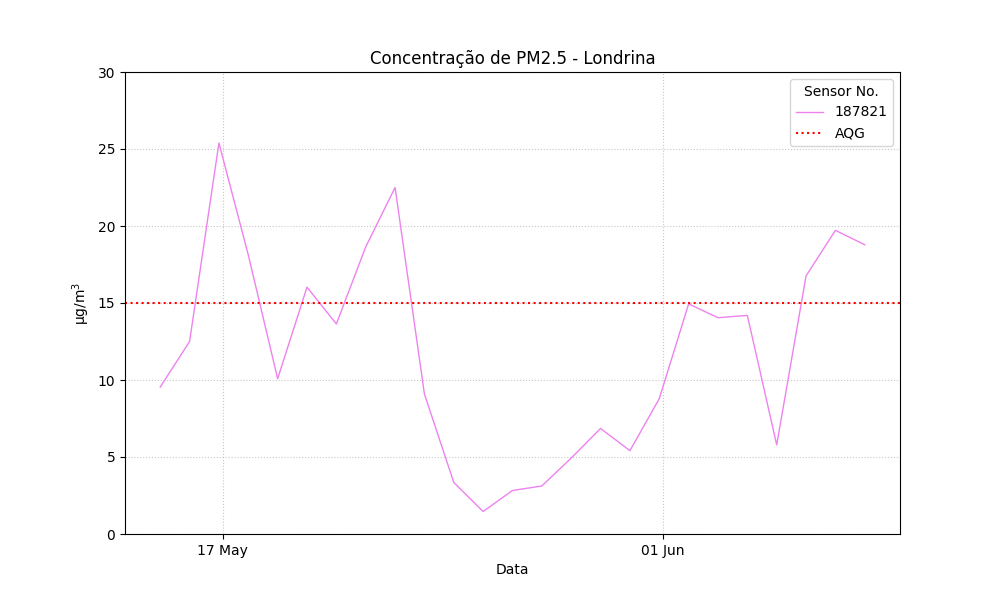 Concentração de PM2.5 - Londrina
30
25
20
15
10
5
0
µg/m³
Sensor No.
187821
AQG
17 May
01 Jun
Data